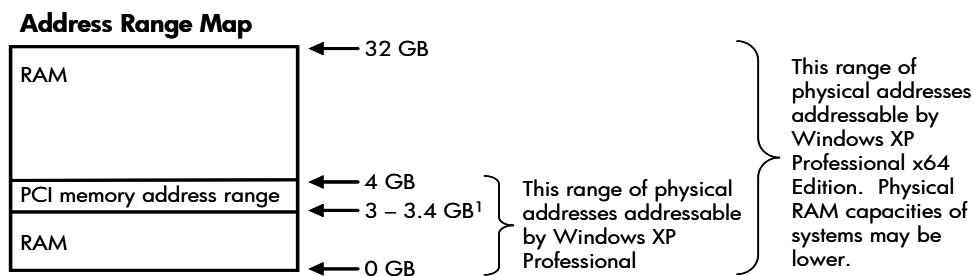 Address Range Map
32 GB
RAM
4 GB
PCI memory address range
3 – 3.4 GB¹
RAM
0 GB
This range of physical
addresses addressable
by Windows XP
Professional
This range of
physical addresses
addressable by
Windows XP
Professional x64
Edition. Physical
RAM capacities of
systems may be
lower.